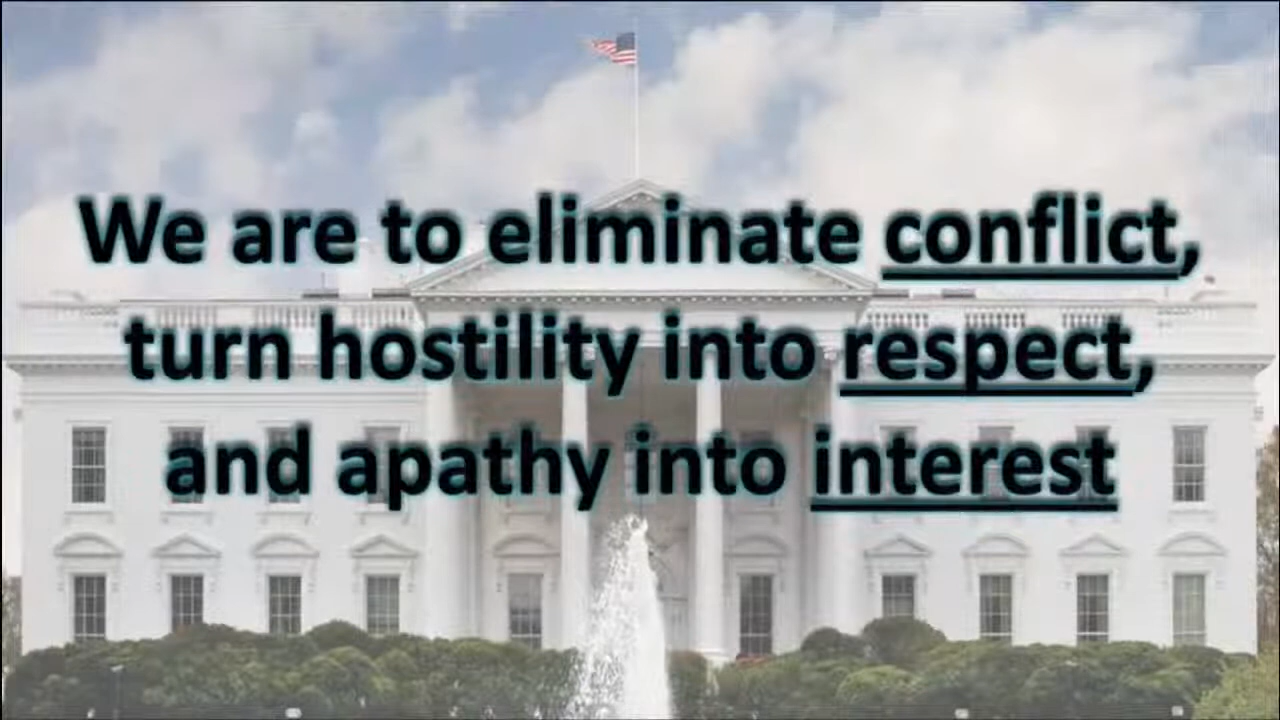 We are to eliminate conflict,
turn hostility into respect,
and apathy into interest